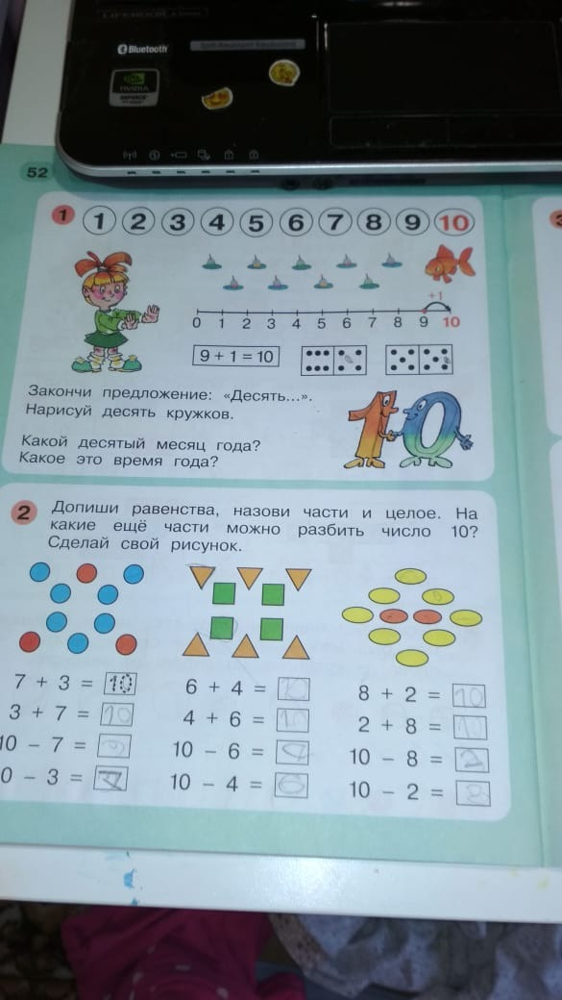 Bluetooth
NVIDIA
GEFORCE
52
1
1 2 3 4 5 6 7 8 9 10
+1
0 1 2 3 4 5 6 7 8 9 10
9 + 1 = 10
Закончи предложение: «Десять...».
Нарисуй десять кружков.
10
Какой десятый месяц года?
Какое это время года?
2 Допиши равенства, назови части и целое. На
какие ещё части можно разбить число 10?
Сделай свой рисунок.
7 + 3 = 10 6 + 4 = 10 8 + 2 = 10
3 + 7 = 10 4 + 6 = 10 2 + 8 = 10
10 − 7 = 10 − 6 = 10 − 8 = 2
0 − 3 = 7 10 − 4 = 6 10 − 2 = 8